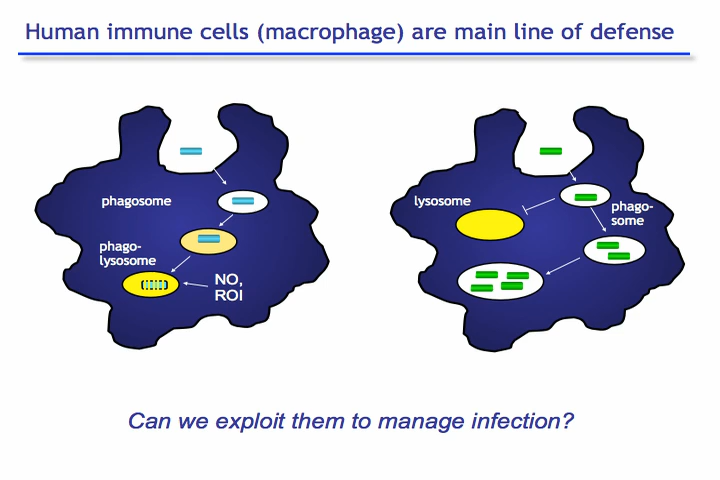 Human immune cells (macrophage) are main line of defense
phagosome
phago-
lysosome
NO,
ROI
lysosome
phago-
some
Can we exploit them to manage infection?